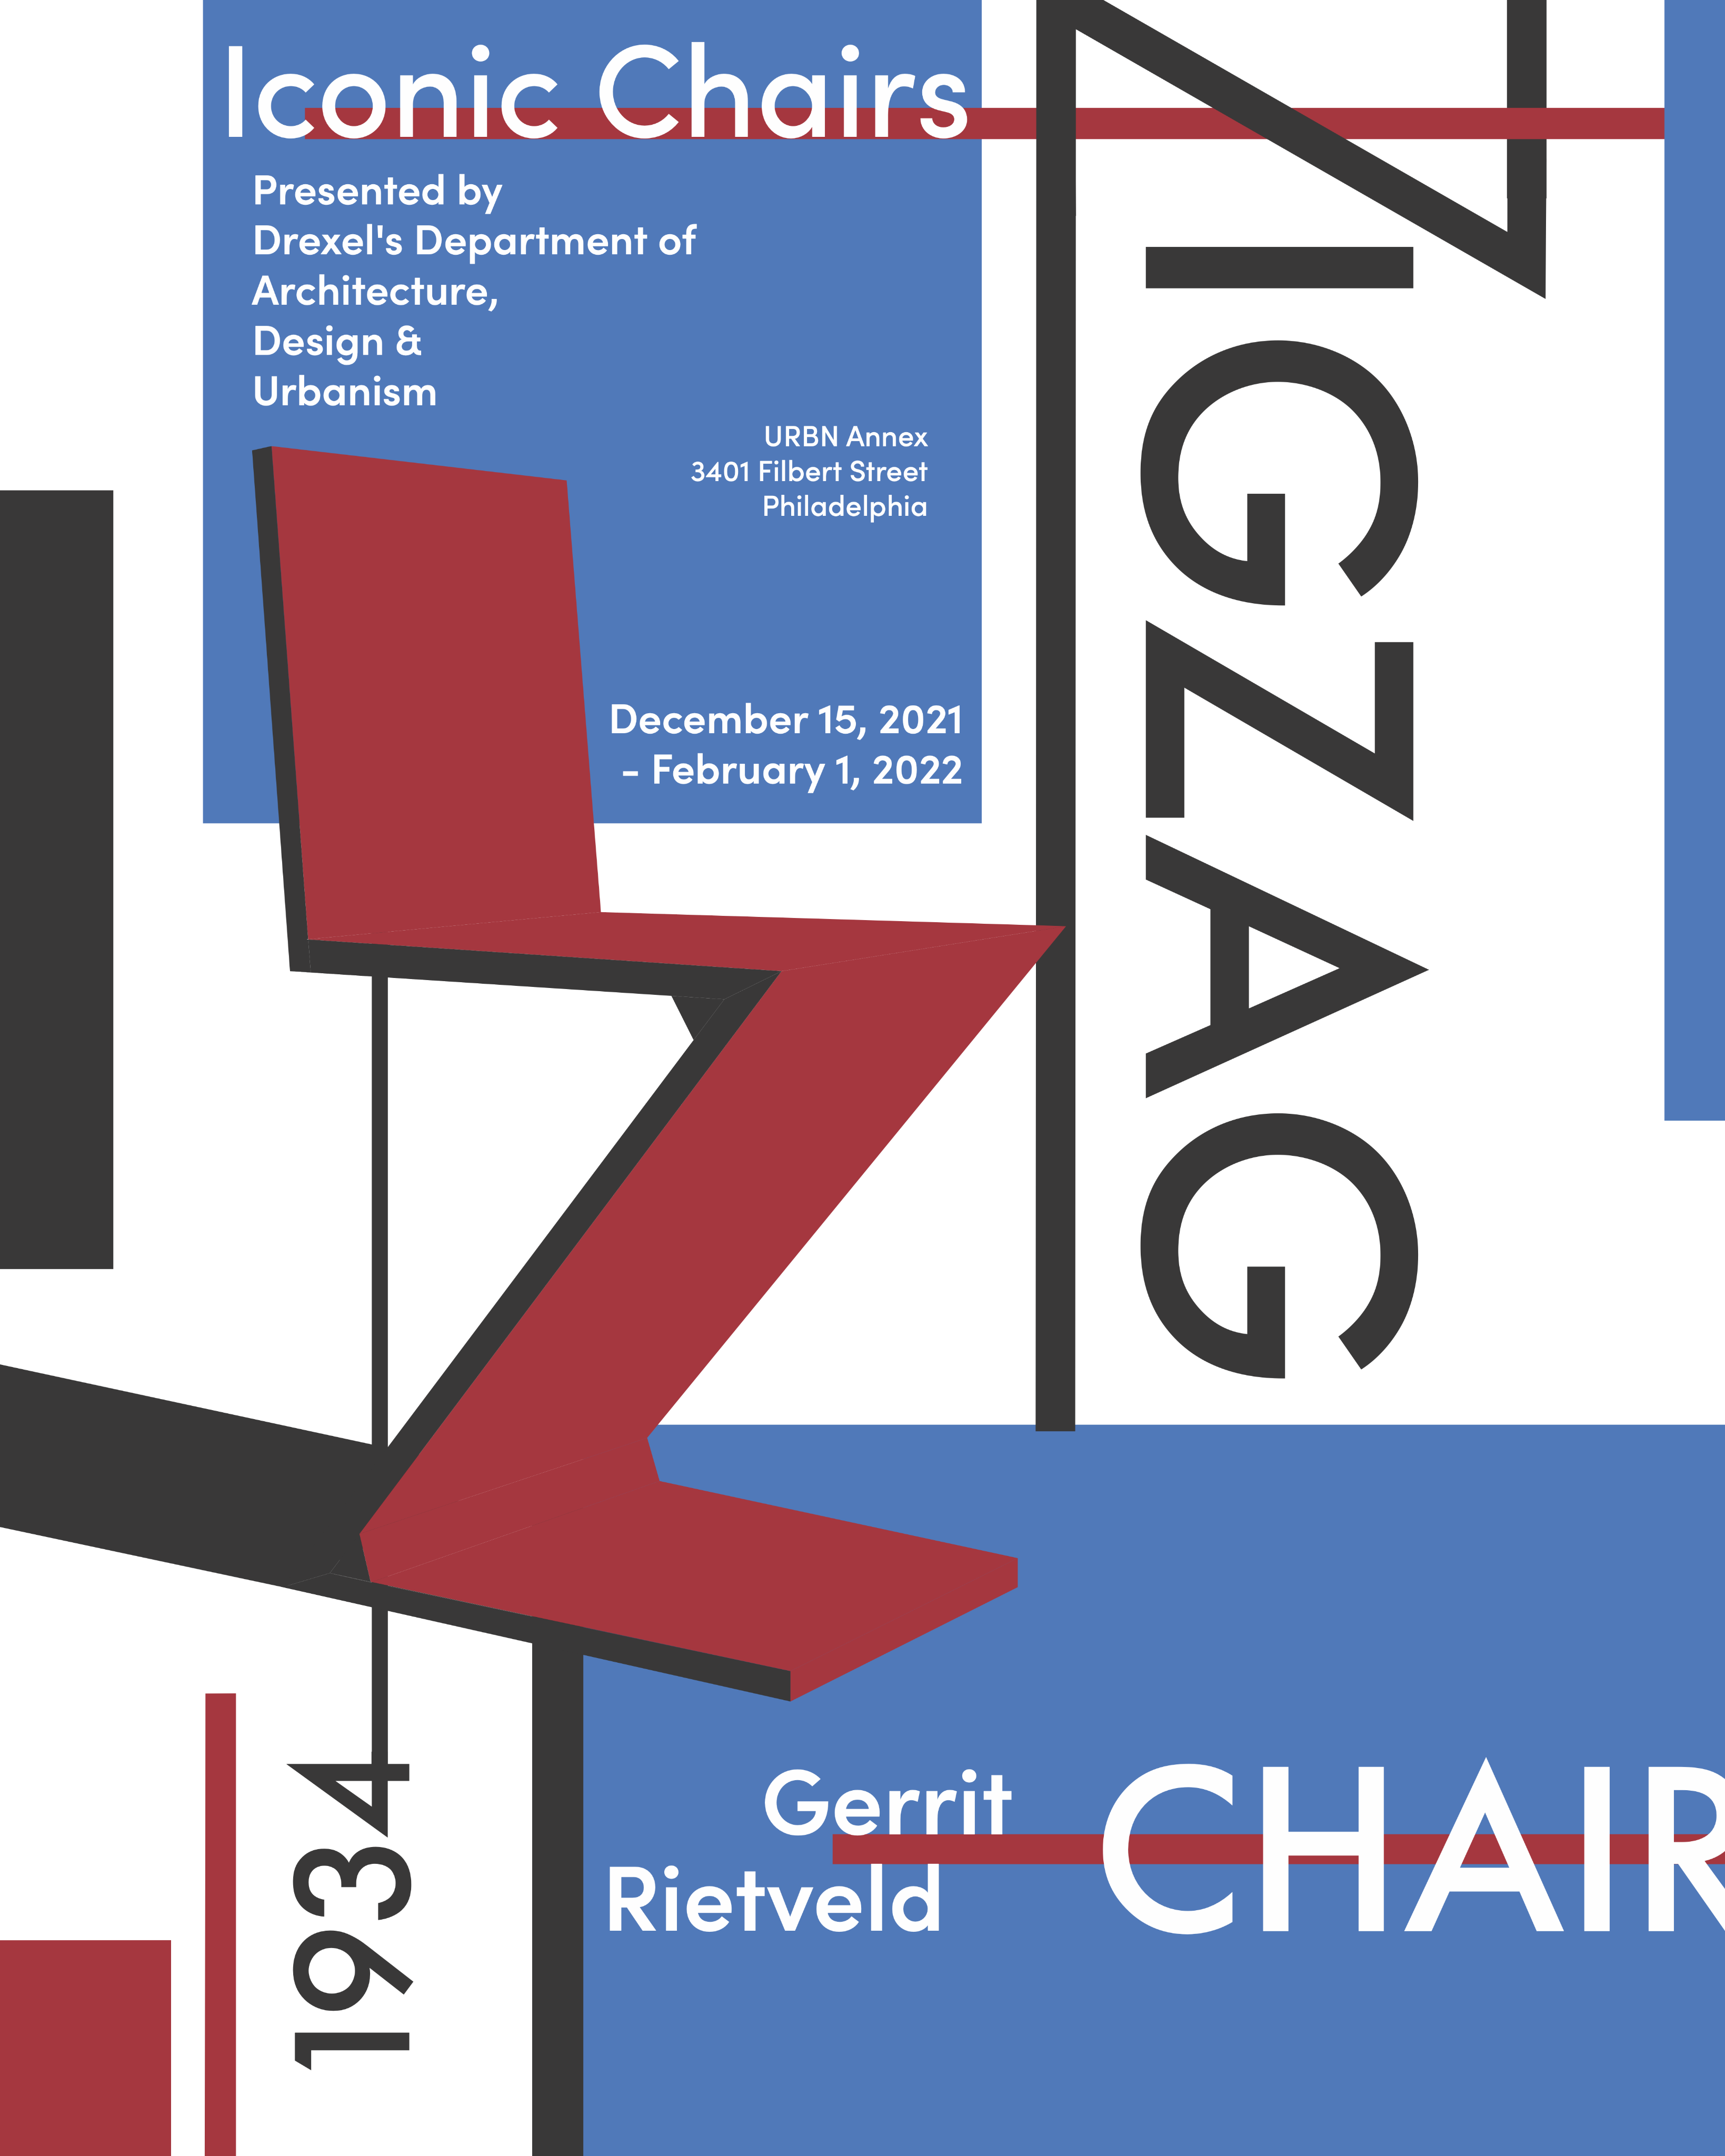 Iconic Chairs
Presented by
Drexel's Department of
Architecture,
Design &
Urbanism
URBN Annex
3401 Filbert Street
Philadelphia
December 15, 2021
– February 1, 2022
ZIGZAG
1934
Gerrit
Rietveld
CHAIR